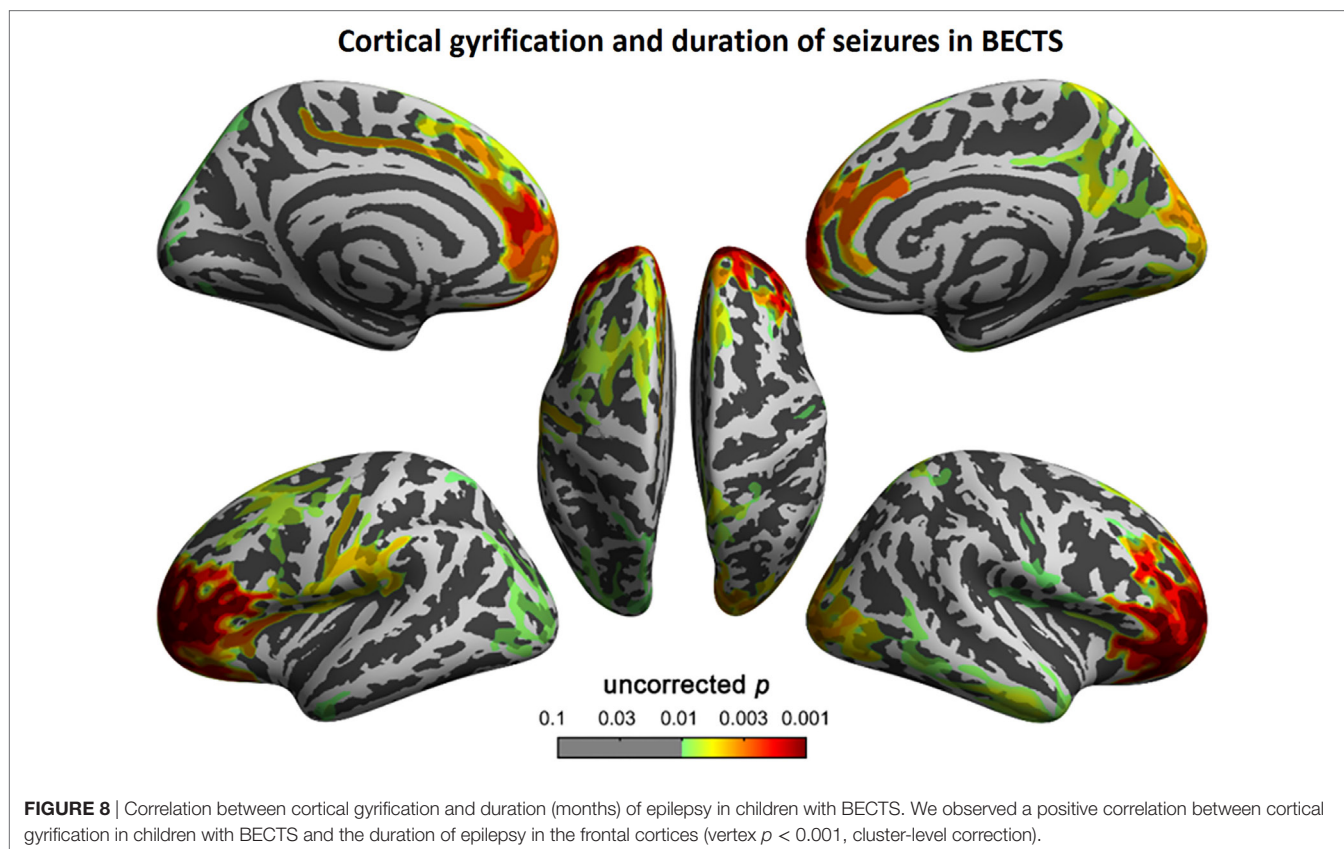 Cortical gyrification and duration of seizures in BECTS
uncorrected p
0.1 0.03 0.01 0.003 0.001
FIGURE 8 | Correlation between cortical gyrification and duration (months) of epilepsy in children with BECTS. We observed a positive correlation between cortical
gyrification in children with BECTS and the duration of epilepsy in the frontal cortices (vertex p < 0.001, cluster-level correction).